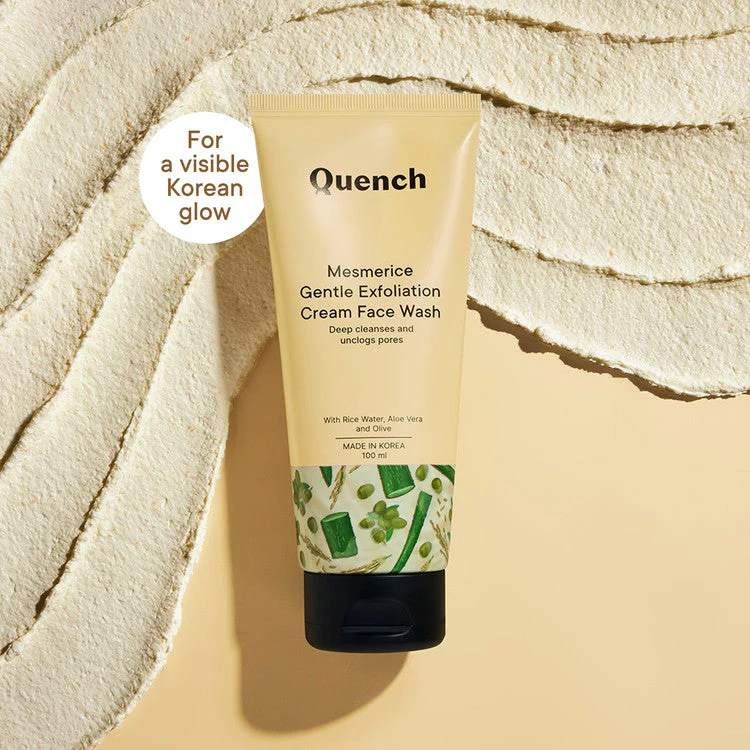 For
a visible
Korean
glow
Quench
Mesmerice
Gentle Exfoliation
Cream Face Wash
Deep cleanses and
unclogs pores
With Rice Water, Aloe Vera
and Olive
MADE IN KOREA
100 ml